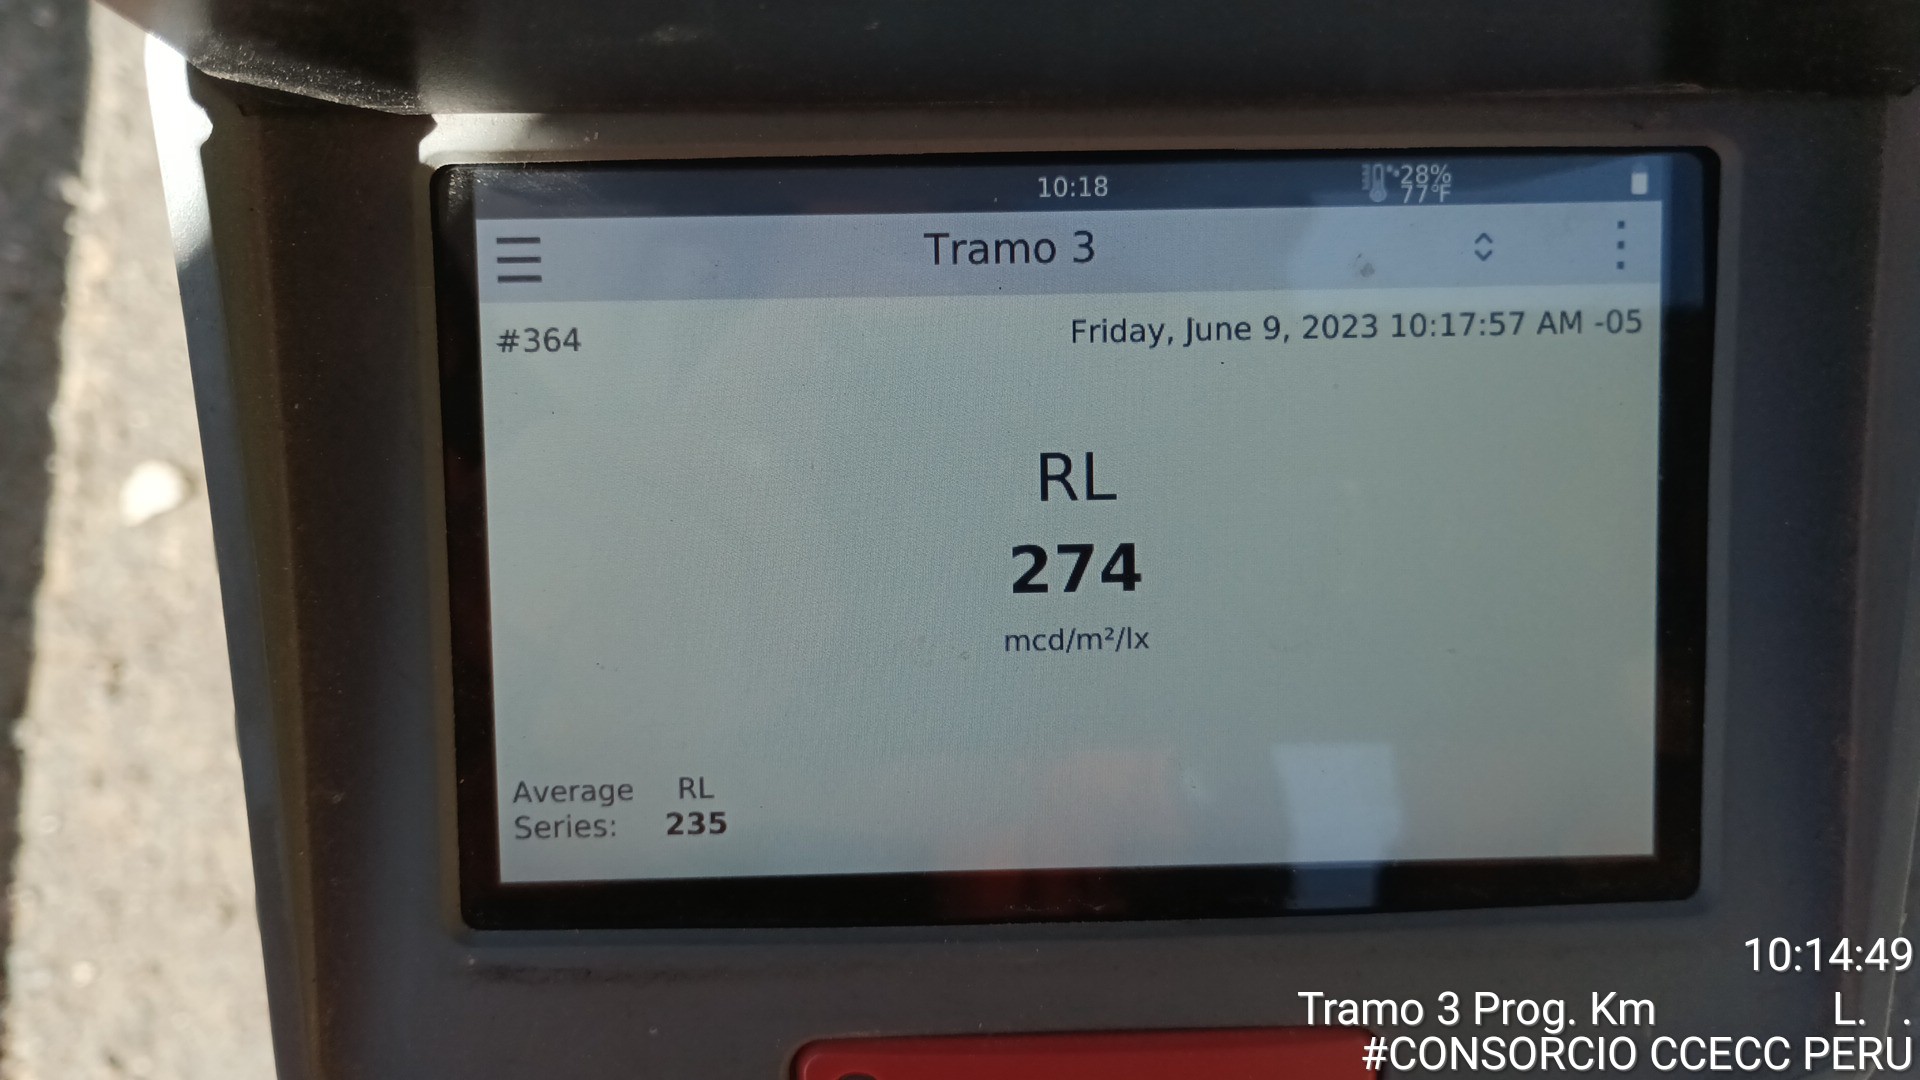 10:18
28%
77°F
Tramo 3
#364
Friday, June 9, 2023 10:17:57 AM -05
RL
274
mcd/m²/lx
Average RL
Series: 235
10:14:49
Tramo 3 Prog. Km L. .
#CONSORCIO CCECC PERU